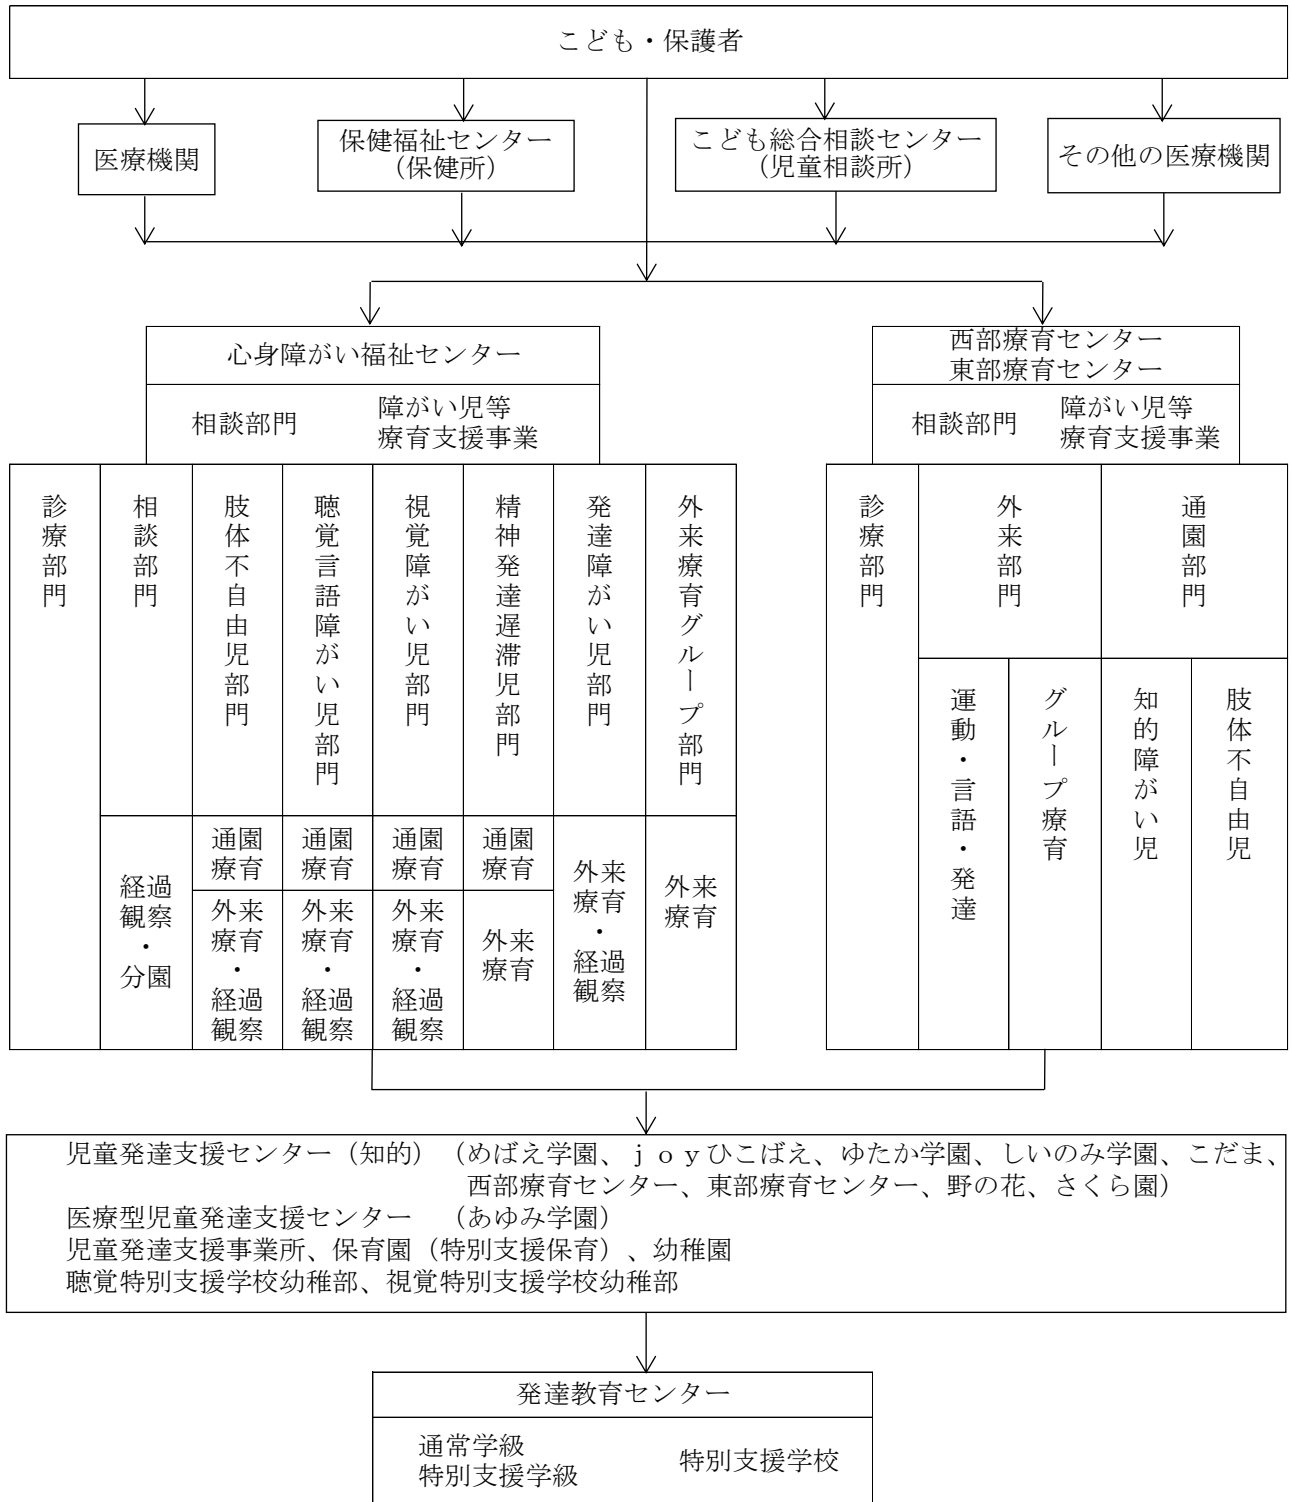 こども・保護者
医療機関
保健福祉センター
（保健所）
こども総合相談センター
（児童相談所）
その他の医療機関
心身障がい福祉センター
相談部門
障がい児等
療育支援事業
西部療育センター
東部療育センター
相談部門
障がい児等
療育支援事業
診療部門
相談部門
肢体不自由児部門
聴覚言語障がい児部門
視覚障がい児部門
精神発達遅滞児部門
発達障がい児部門
外来療育グループ部門
経過
観察
・
分園
通園
療育
外来
療育
・
経過
観察
通園
療育
外来
療育
・
経過
観察
通園
療育
外来
療育
・
経過
観察
通園
療育
外来
療育
外来
療育
・
経過
観察
外来
療育
診療部門
外来部門
通園部門
運動・言語・発達
グループ療育
知的障がい児
肢体不自由児
児童発達支援センター（知的）（めばえ学園、ｊｏｙひこばえ、ゆたか学園、しいのみ学園、こだま、
西部療育センター、東部療育センター、野の花、さくら園）
医療型児童発達支援センター　（あゆみ学園）
児童発達支援事業所、保育園（特別支援保育）、幼稚園
聴覚特別支援学校幼稚部、視覚特別支援学校幼稚部
発達教育センター
通常学級
特別支援学級
特別支援学校